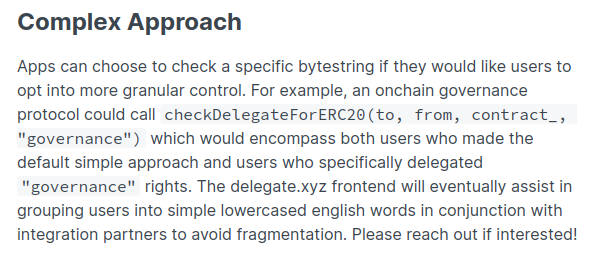 Complex Approach
Apps can choose to check a specific bytestring if they would like users to
opt into more granular control. For example, an onchain governance
protocol could call checkDelegateForERC20(to, from, contract_,
"governance") which would encompass both users who made the
default simple approach and users who specifically delegated
"governance" rights. The delegate.xyz frontend will eventually assist in
grouping users into simple lowercased english words in conjunction with
integration partners to avoid fragmentation. Please reach out if interested!